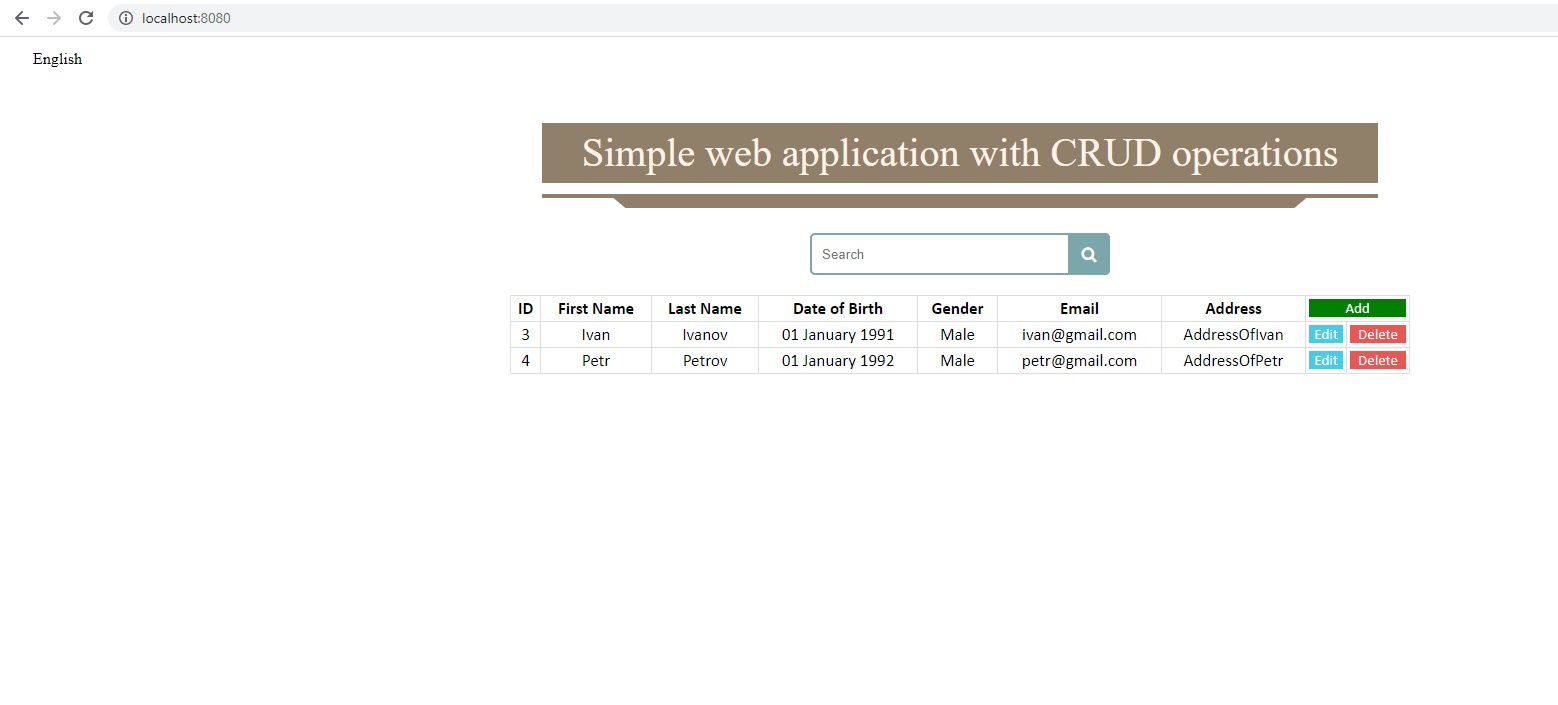 localhost:8080
English
Simple web application with CRUD operations
Search
ID First Name Last Name Date of Birth Gender Email Address Add
3 Ivan Ivanov 01 January 1991 Male ivan@gmail.com AddressOfIvan Edit Delete
4 Petr Petrov 01 January 1992 Male petr@gmail.com AddressOfPetr Edit Delete